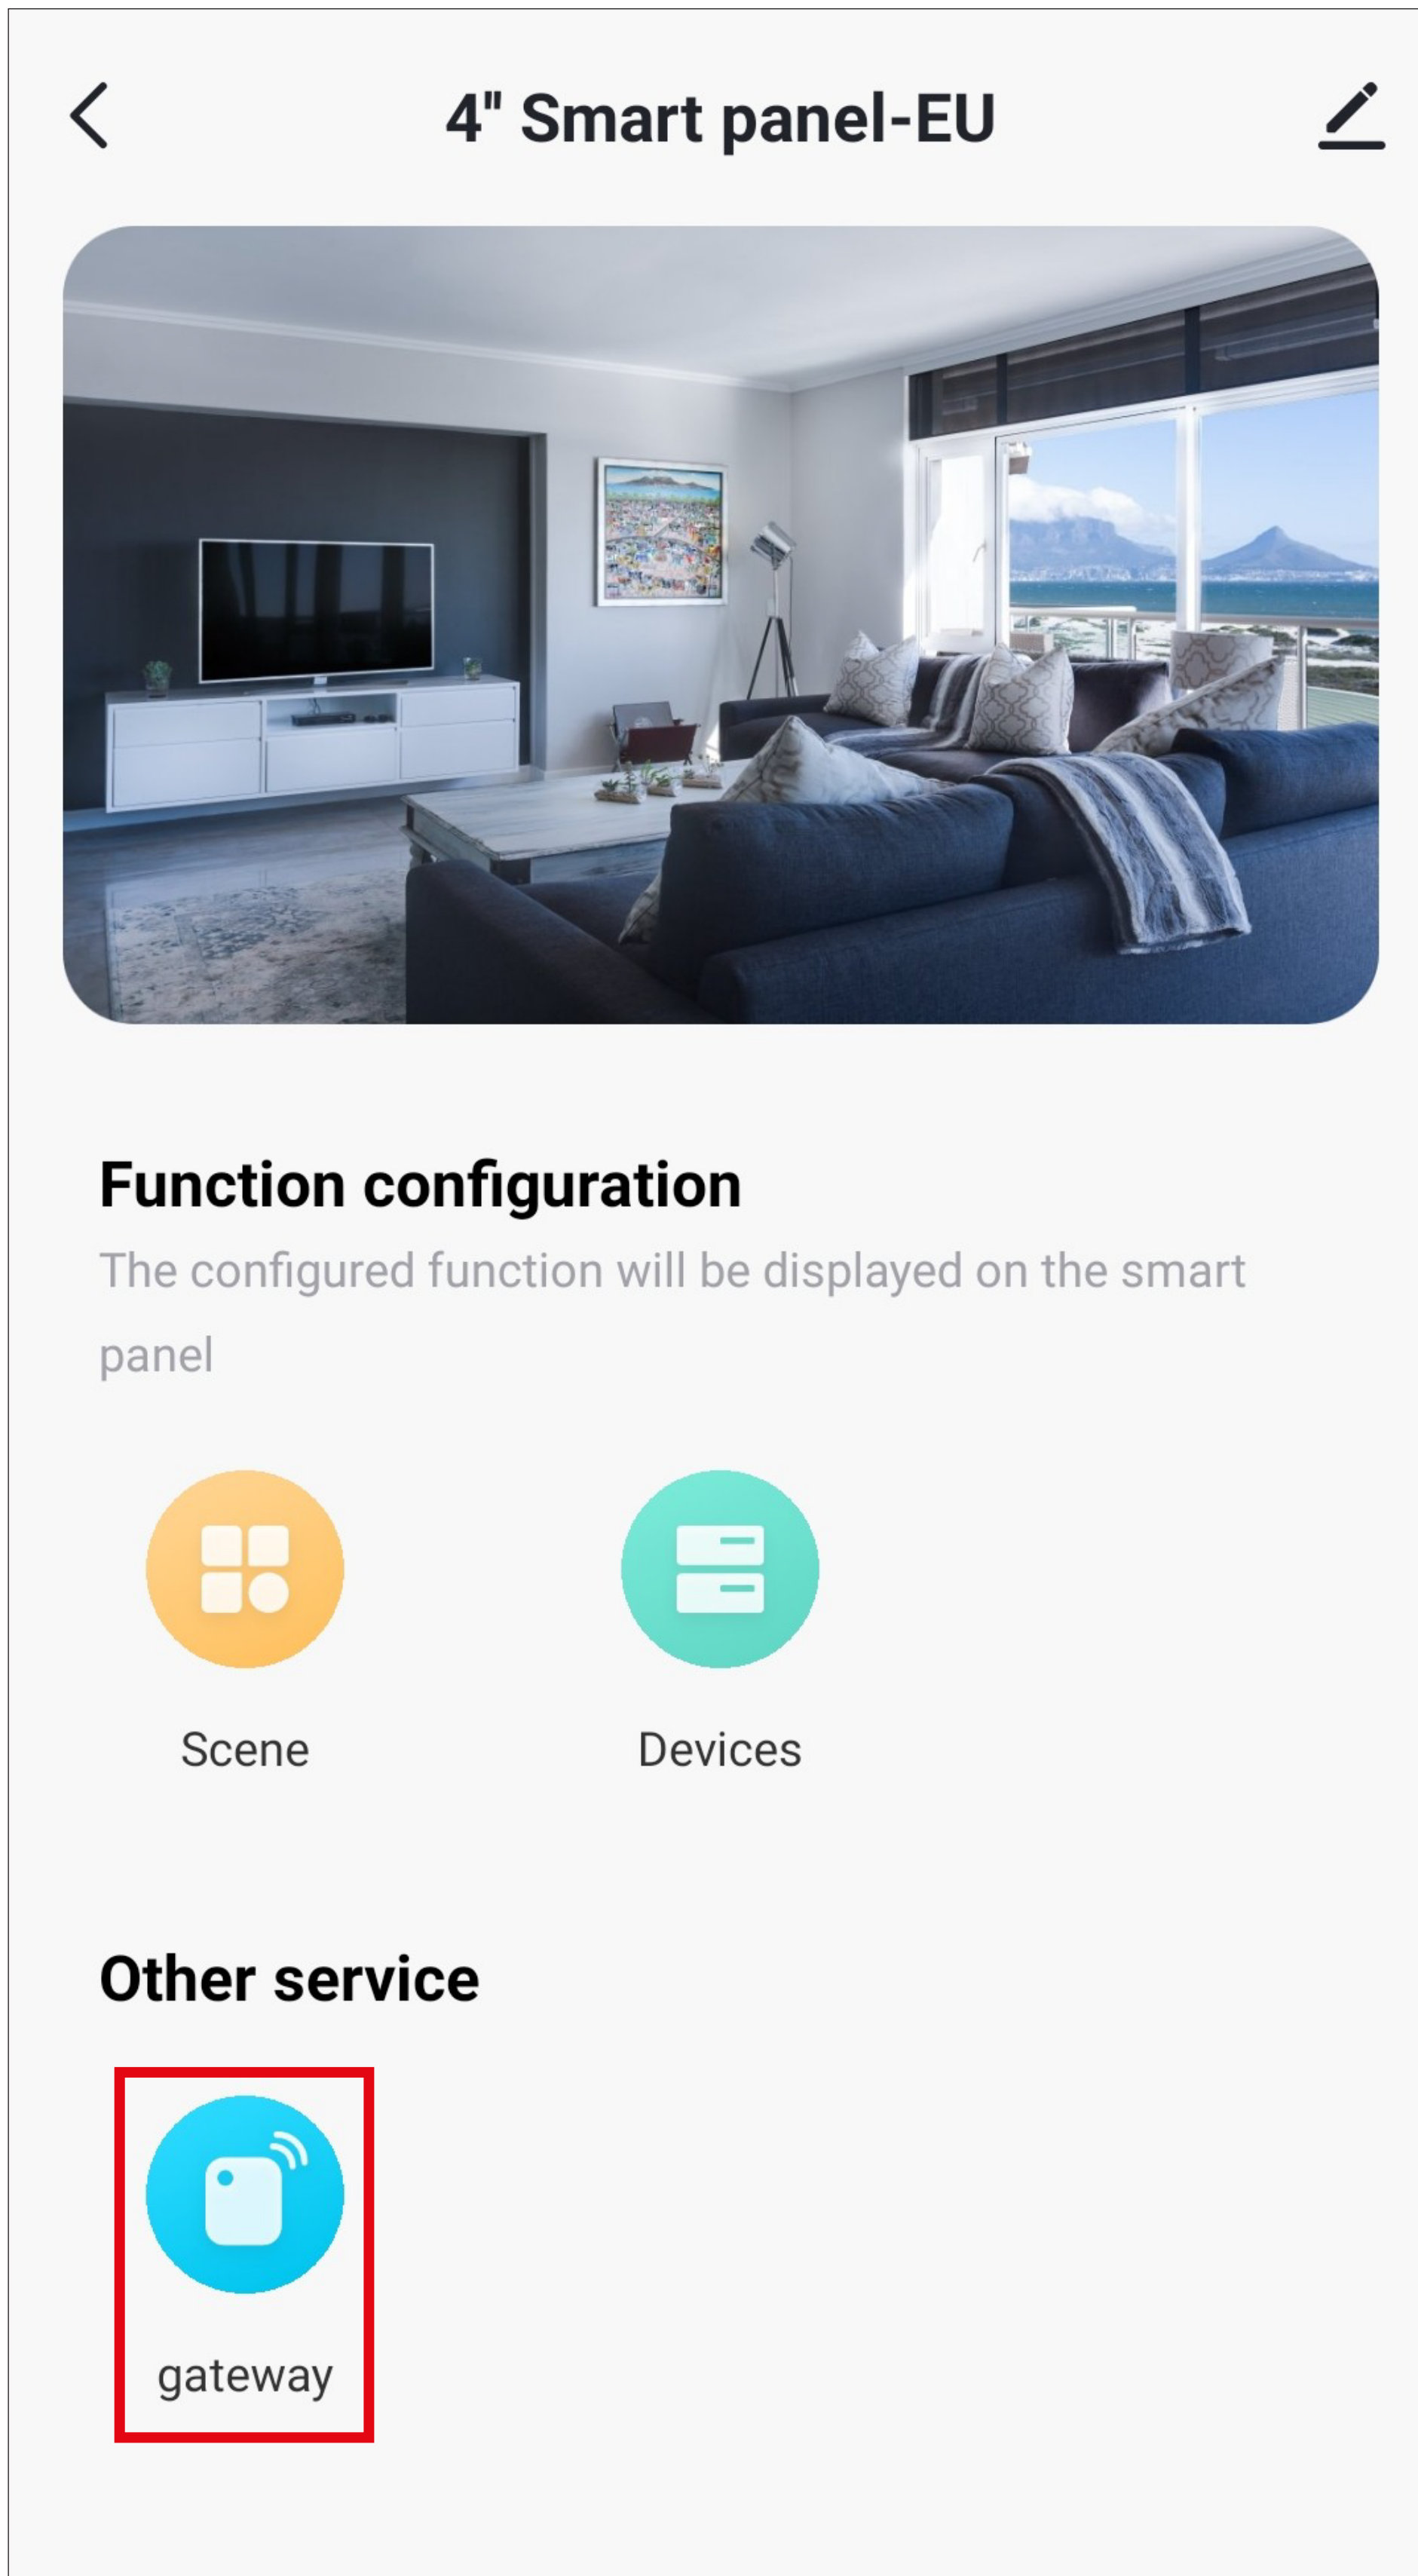 4" Smart panel-EU
Function configuration
The configured function will be displayed on the smart
panel
Scene
Devices
Other service
gateway